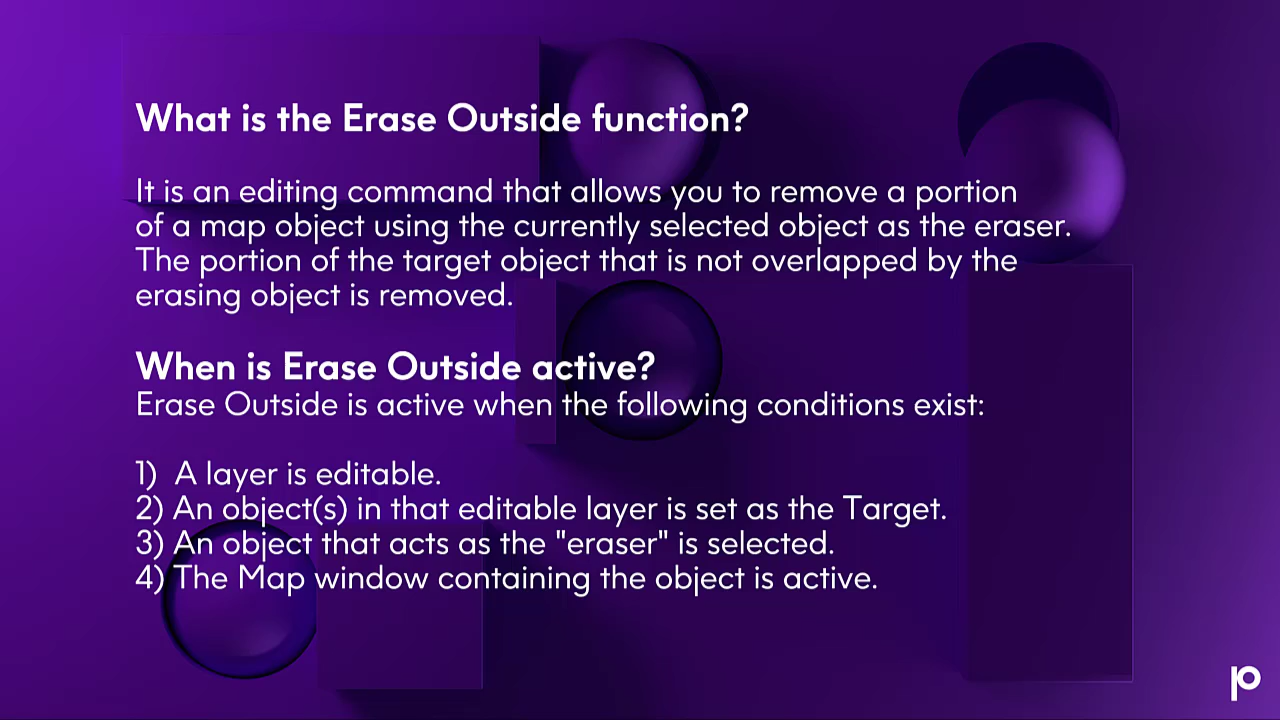 What is the Erase Outside function?
It is an editing command that allows you to remove a portion
of a map object using the currently selected object as the eraser.
The portion of the target object that is not overlapped by the
erasing object is removed.
When is Erase Outside active?
Erase Outside is active when the following conditions exist:
1) A layer is editable.
2) An object(s) in that editable layer is set as the Target.
3) An object that acts as the "eraser" is selected.
4) The Map window containing the object is active.